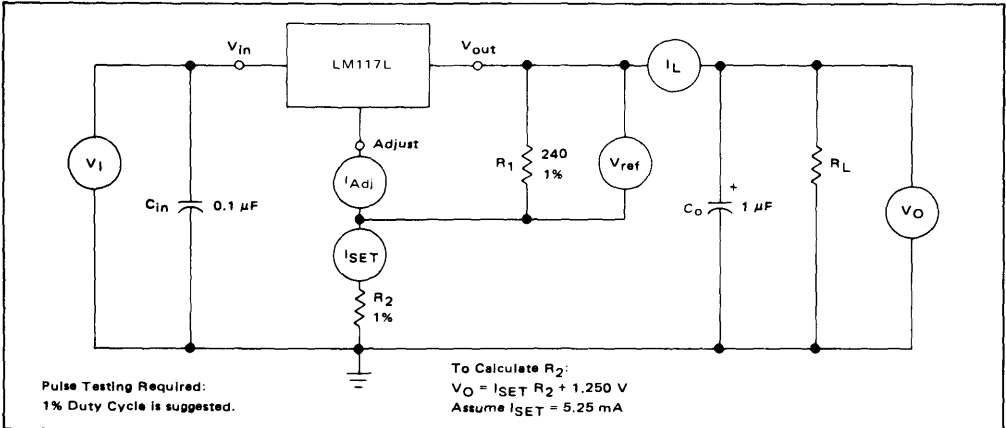 Vin
LM117L
Vout
IL
Adjust
VI
R1
240
1%
Vref
RL
IAdj
Cin
0.1 μF
+
Co
1 μF
VO
ISET
R2
1%
Pulse Testing Required:
1% Duty Cycle is suggested.
To Calculate R2:
VO = ISET R2 + 1.250 V
Assume ISET = 5.25 mA